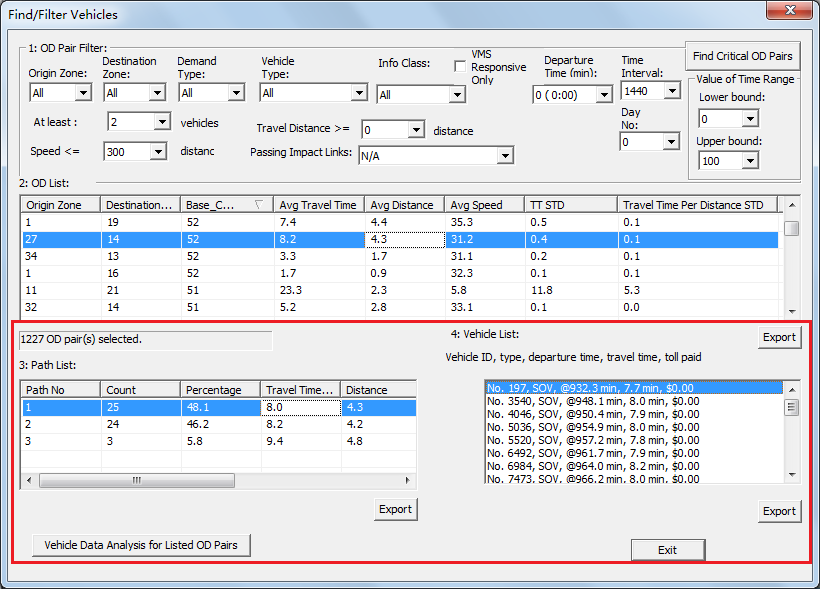 Find/Filter Vehicles
1: OD Pair Filter:
Origin Zone: Destination Zone: Demand Type: Vehicle Type: Info Class: VMS Responsive Only Departure Time (min): Time Interval: Find Critical OD Pairs
All All All All All 0 ( 0:00) 1440
Value of Time Range
Lower bound:
0
Upper bound:
100
At least : 2 vehicles Travel Distance >= 0 distance Day No: 0
Speed <= 300 distanc Passing Impact Links: N/A
2: OD List:
Origin Zone Destination... Base_C... Avg Travel Time Avg Distance Avg Speed TT STD Travel Time Per Distance STD
1 19 52 7.4 4.4 35.3 0.5 0.1
27 14 52 8.2 4.3 31.2 0.4 0.1
34 13 52 3.3 1.7 31.1 0.2 0.1
1 16 52 1.7 0.9 32.3 0.1 0.1
11 21 51 23.3 2.3 5.8 11.8 5.3
32 14 51 5.2 2.8 33.1 0.1 0.0
1227 OD pair(s) selected.
3: Path List:
Path No Count Percentage Travel Time... Distance
1 25 48.1 8.0 4.3
2 24 46.2 8.2 4.2
3 3 5.8 9.4 4.8
Export
Vehicle Data Analysis for Listed OD Pairs
4: Vehicle List:
Export
Vehicle ID, type, departure time, travel time, toll paid
No. 197, SOV, @932.3 min, 7.7 min, $0.00
No. 3540, SOV, @948.1 min, 8.0 min, $0.00
No. 4046, SOV, @950.4 min, 7.9 min, $0.00
No. 5036, SOV, @954.9 min, 8.0 min, $0.00
No. 5520, SOV, @957.2 min, 7.8 min, $0.00
No. 6492, SOV, @961.7 min, 7.9 min, $0.00
No. 6984, SOV, @964.0 min, 8.2 min, $0.00
No. 7473, SOV, @966.2 min, 8.0 min, $0.00
Export
Exit